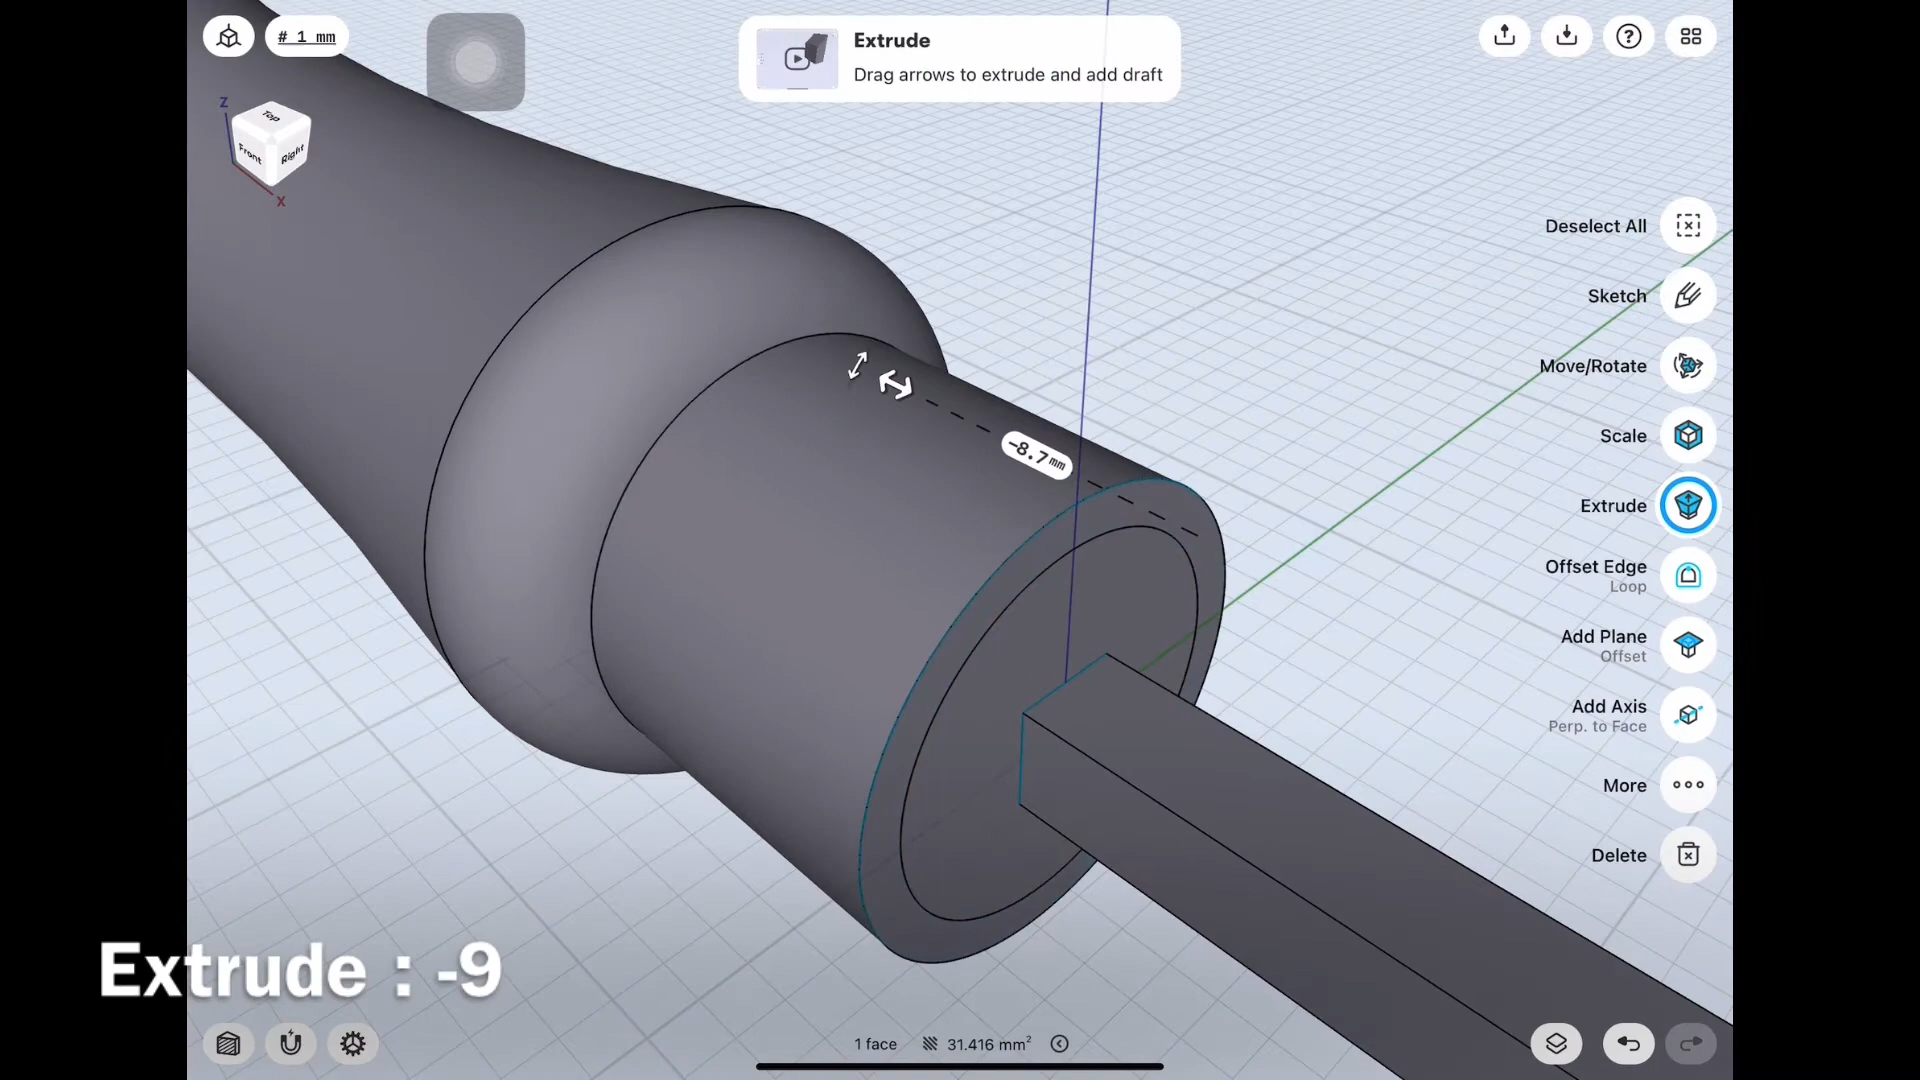 # 1 mm
Extrude
Drag arrows to extrude and add draft
Z
Top
Front
Right
X
Deselect All
Sketch
Move/Rotate
Scale
-8.7 mm
Extrude
Offset Edge
Loop
Add Plane
Offset
Add Axis
Perp. to Face
More
Delete
Extrude : -9
1 face
31.416 mm²